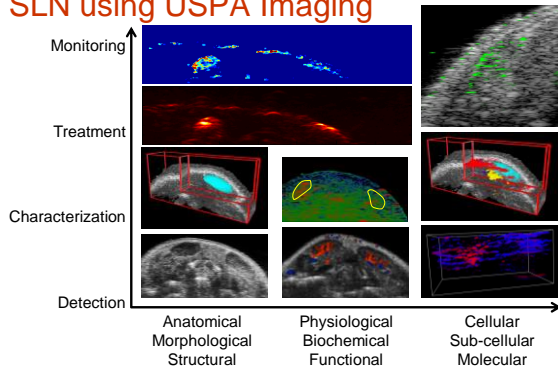 SLN using USPA Imaging
Monitoring
Treatment
Characterization
Detection
Anatomical
Morphological
Structural
Physiological
Biochemical
Functional
Cellular
Sub-cellular
Molecular